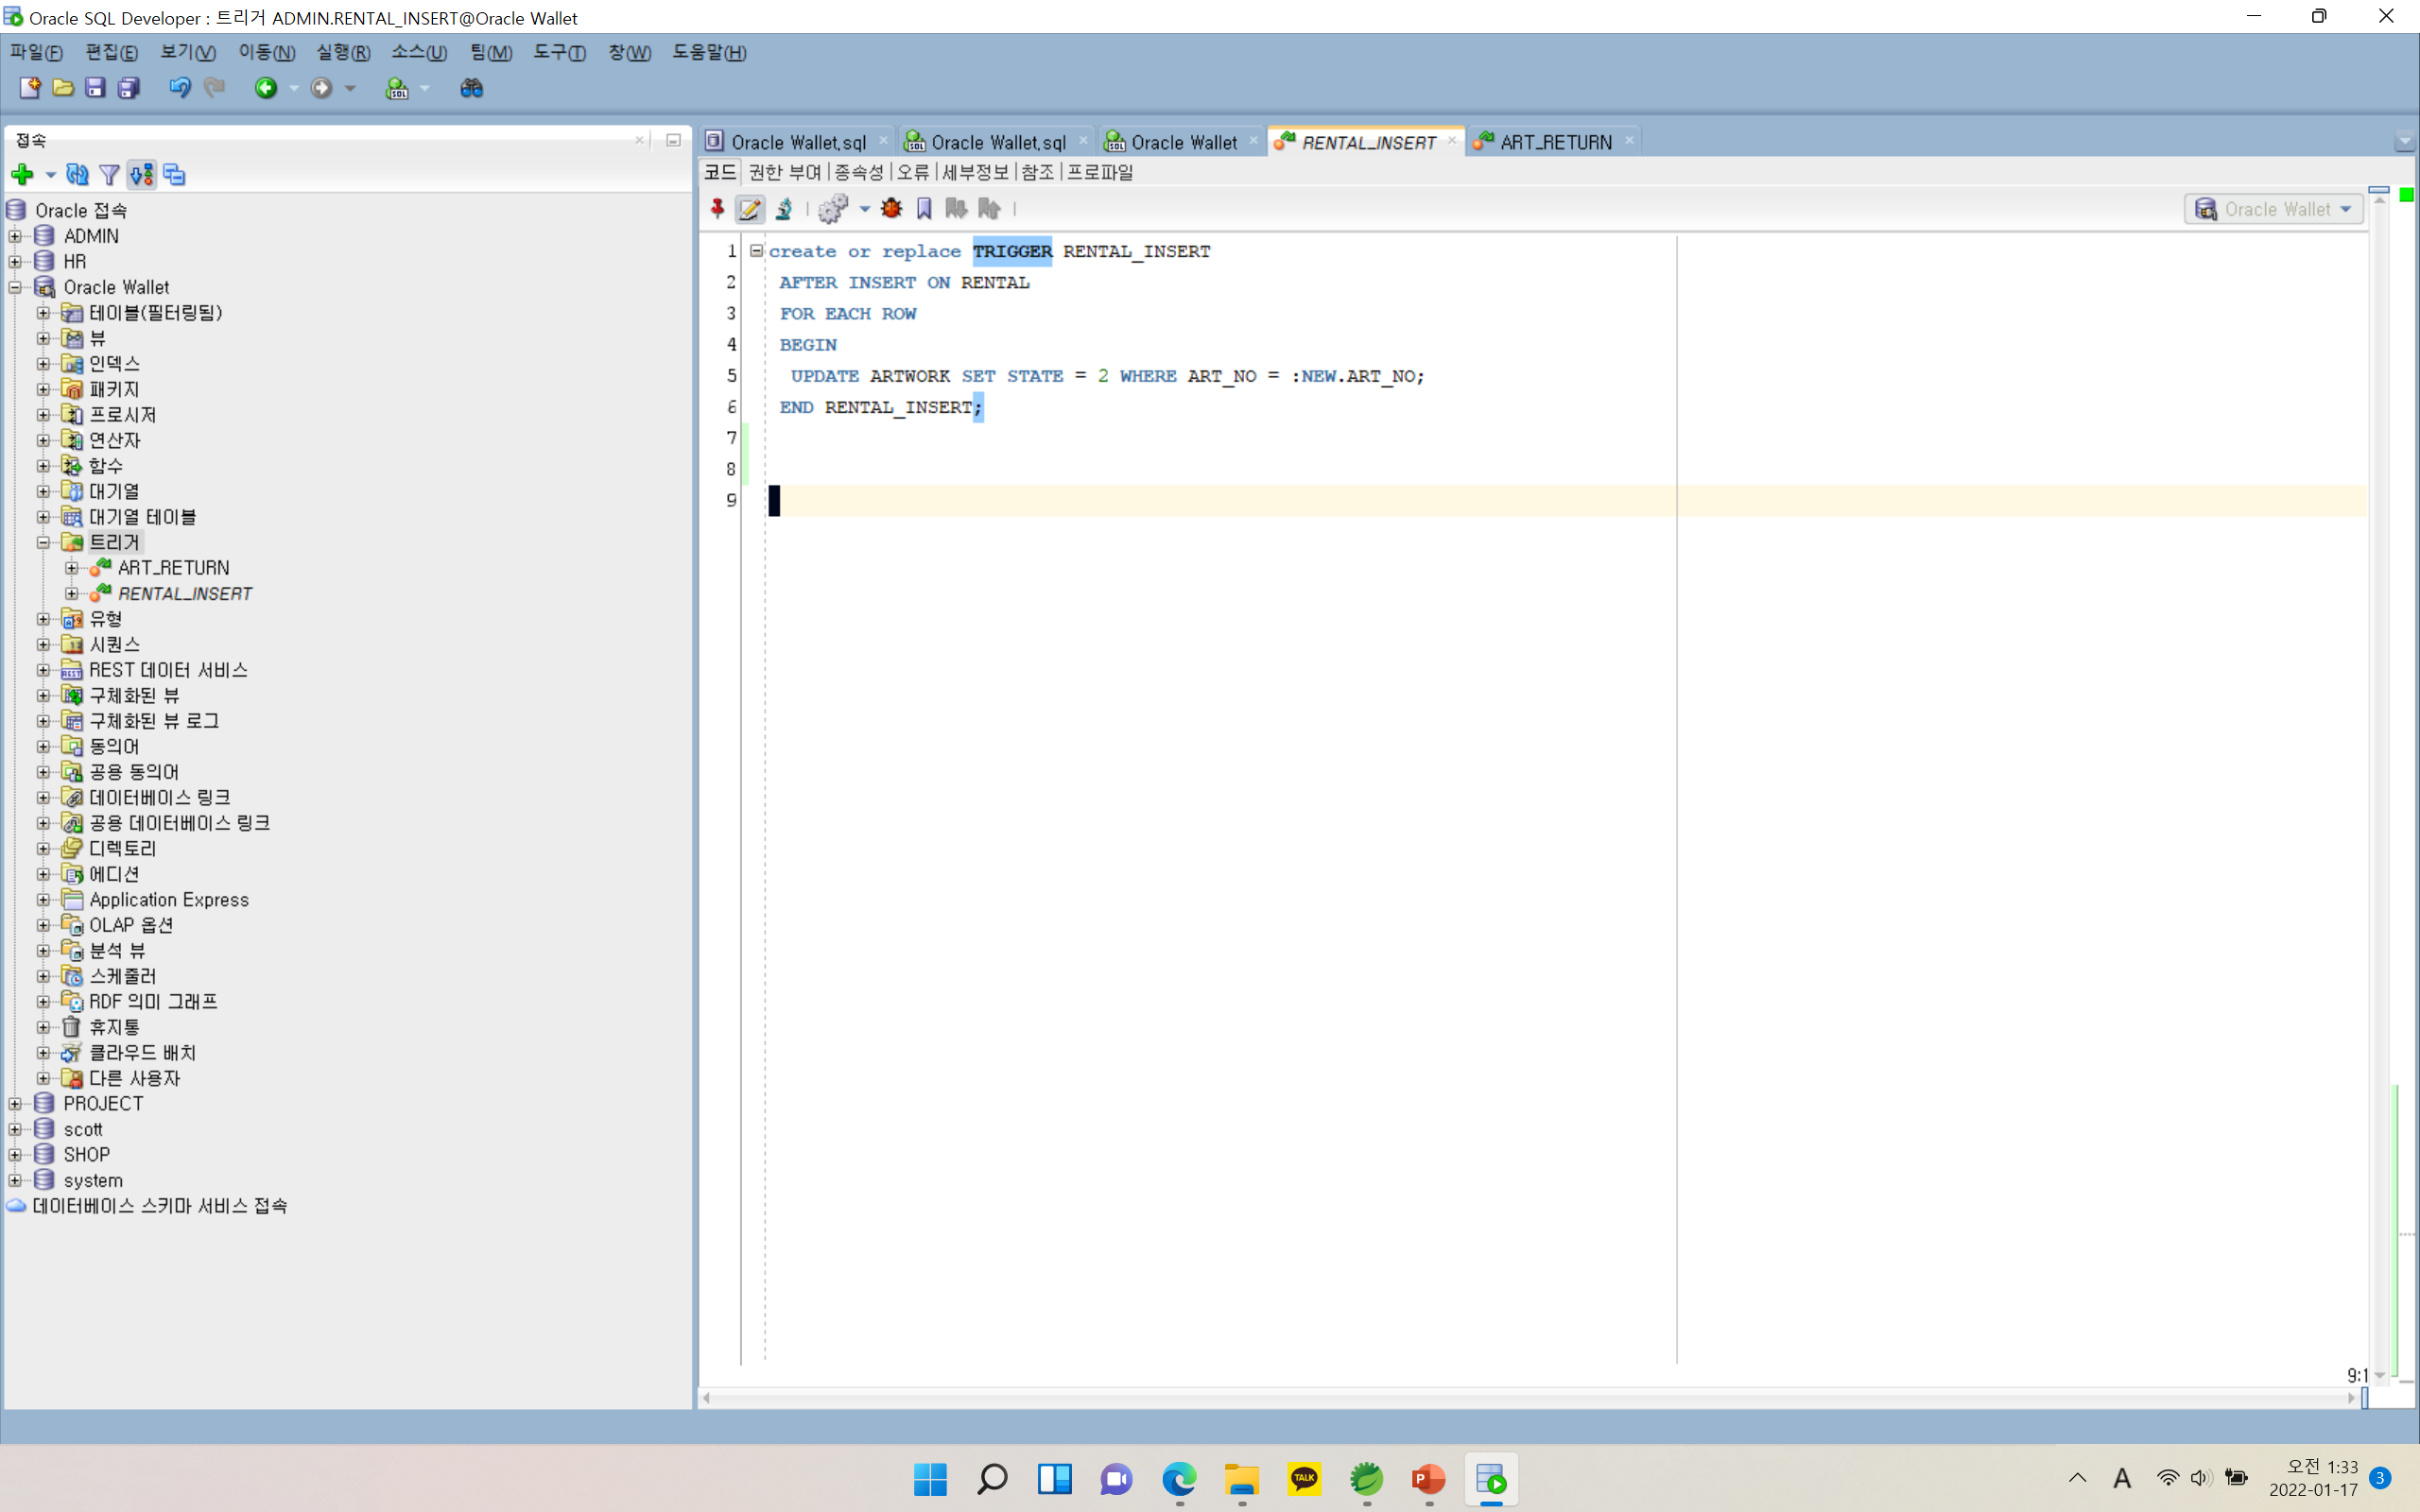 Oracle SQL Developer : 트리거 ADMIN.RENTAL_INSERT@Oracle Wallet
파일(F) 편집(E) 보기(V) 이동(N) 실행(R) 소스(U) 팀(M) 도구(T) 창(W) 도움말(H)
접속
Oracle 접속
ADMIN
HR
Oracle Wallet
테이블(필터링됨)
뷰
인덱스
패키지
프로시저
연산자
함수
대기열
대기열 테이블
트리거
ART_RETURN
RENTAL_INSERT
유형
시퀀스
REST 데이터 서비스
구체화된 뷰
구체화된 뷰 로그
동의어
공용 동의어
데이터베이스 링크
공용 데이터베이스 링크
디렉토리
에디션
Application Express
OLAP 옵션
분석 뷰
스케줄러
RDF 의미 그래프
휴지통
클라우드 배치
다른 사용자
PROJECT
scott
SHOP
system
데이터베이스 스키마 서비스 접속
Oracle Wallet.sql Oracle Wallet.sql Oracle Wallet RENTAL_INSERT ART_RETURN
코드 권한 부여 종속성 오류 세부정보 참조 프로파일
Oracle Wallet
1 create or replace TRIGGER RENTAL_INSERT
2 AFTER INSERT ON RENTAL
3 FOR EACH ROW
4 BEGIN
5 UPDATE ARTWORK SET STATE = 2 WHERE ART_NO = :NEW.ART_NO;
6 END RENTAL_INSERT;
7
8
9
9:1
TALK
P
A
오전 1:33
2022-01-17
3